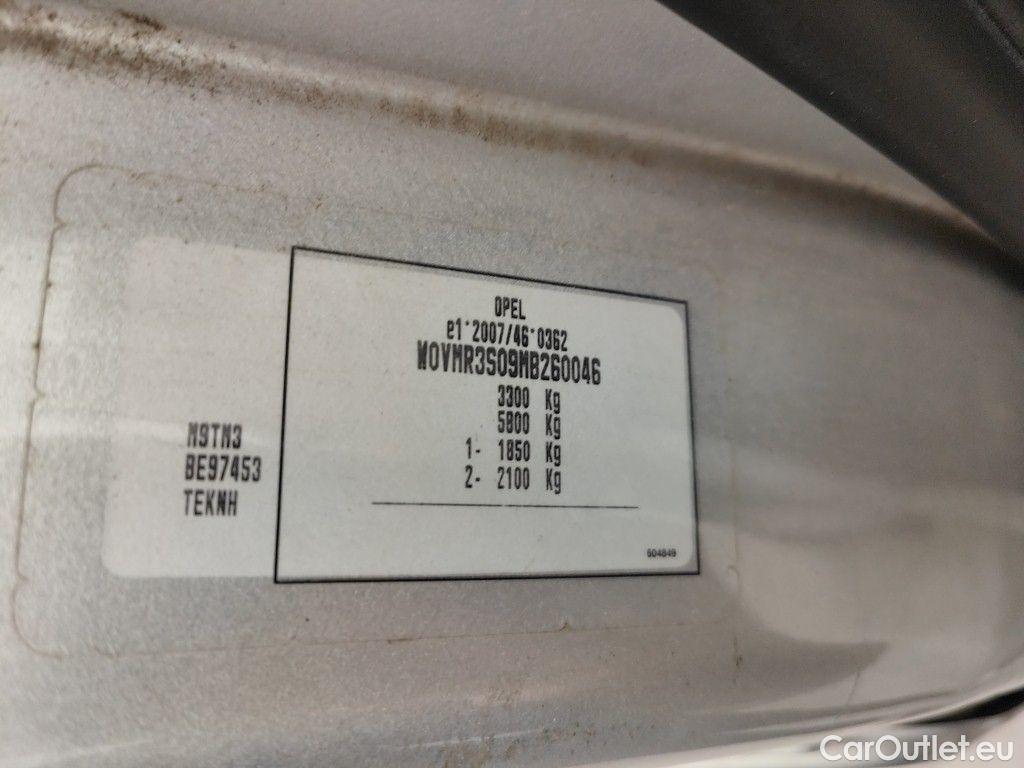 M9TM3
BE97453
TEKNH
OPEL
e1*2007/46*0362
W0VMR3S09MB260046
3300 Kg
5800 Kg
1- 1850 Kg
2- 2100 Kg
604849
CarOutlet.eu